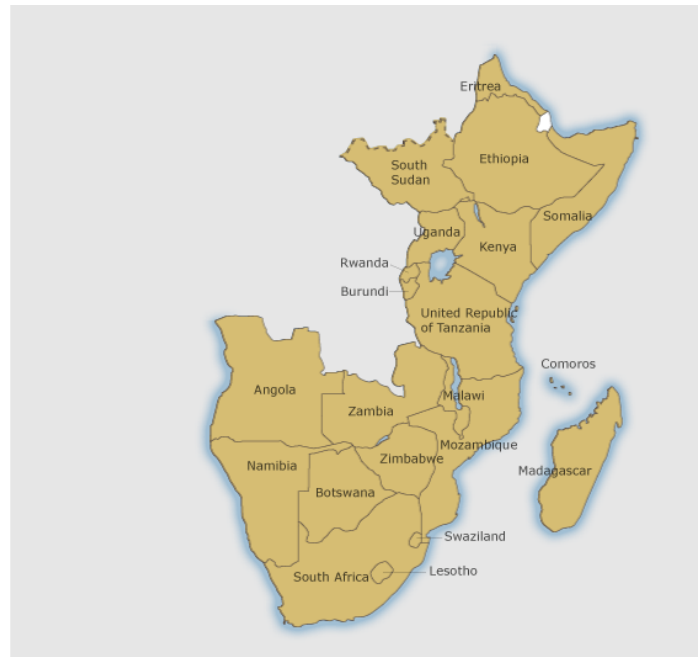 Eritrea
Ethiopia
South
Sudan
Somalia
Uganda
Kenya
Rwanda
Burundi
United Republic
of Tanzania
Comoros
Angola
Malawi
Zambia
Mozambique
Zimbabwe
Namibia
Madagascar
Botswana
Swaziland
South Africa
Lesotho